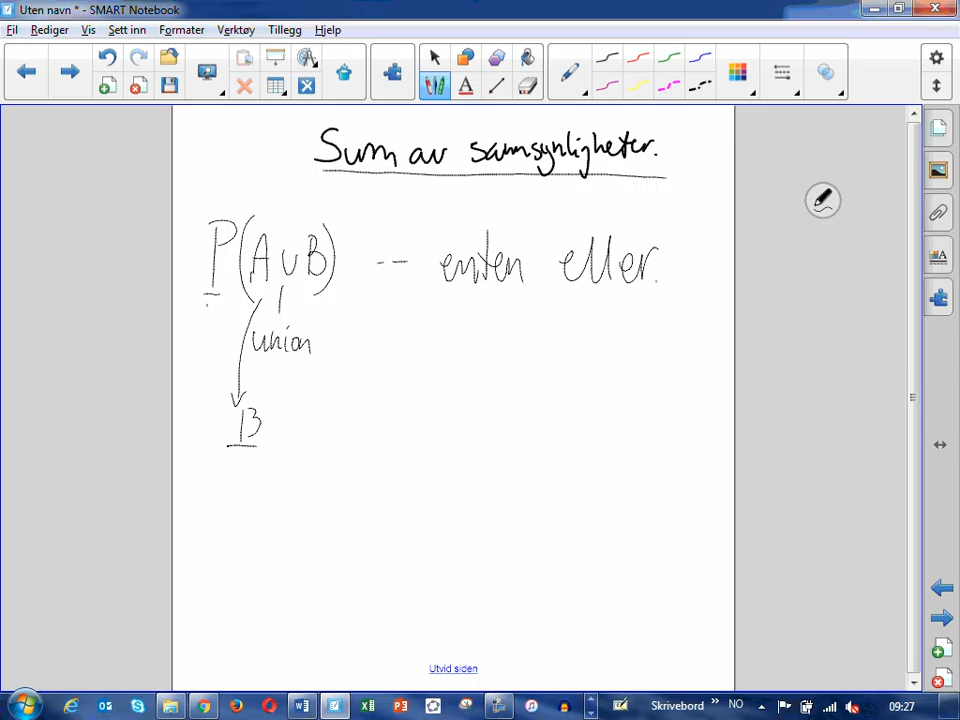 Uten navn * - SMART Notebook
Fil Rediger Vis Sett inn Formater Verktøy Tillegg Hjelp
Sum av sannsynligheter.
P(A∪B) -- enten eller.
union
13
Utvid siden
Skrivebord » NO 09:27